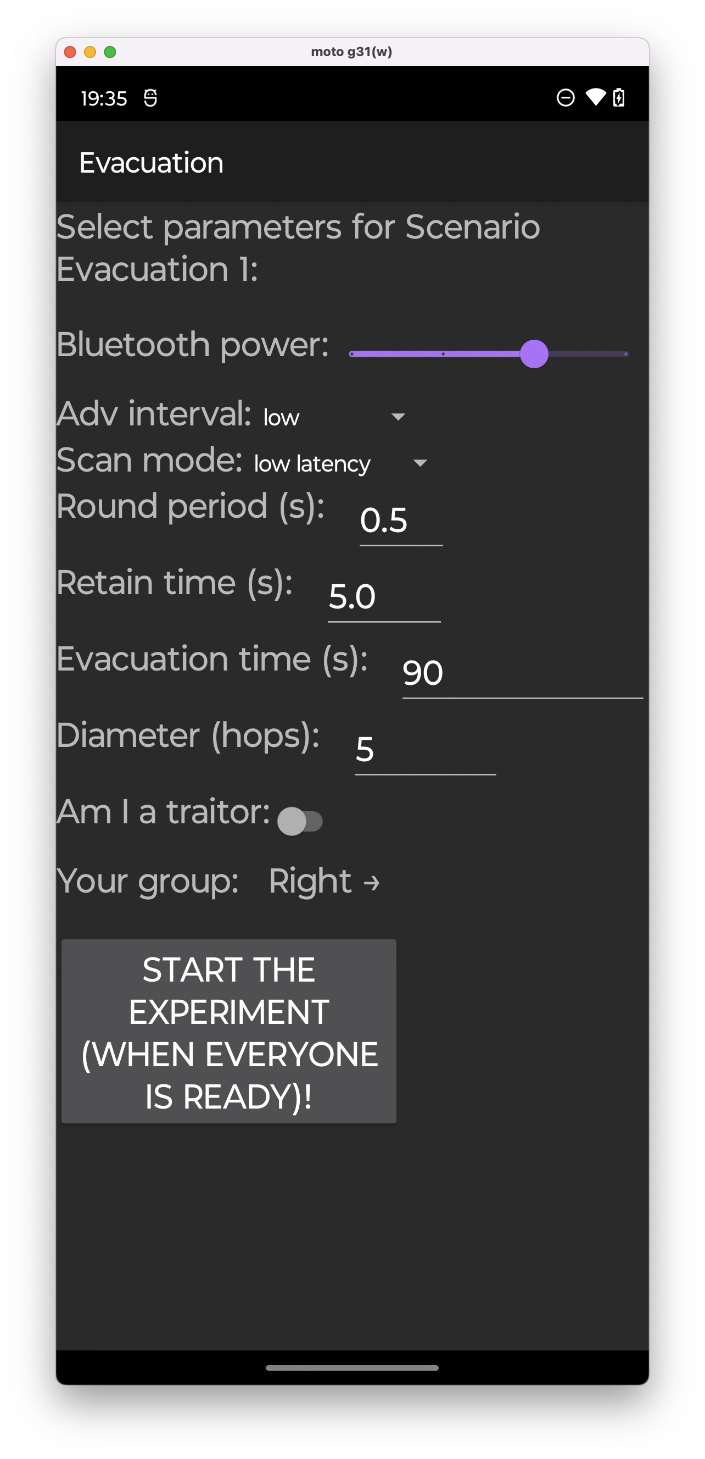 moto g31(w)
19:35
Evacuation
Select parameters for Scenario
Evacuation 1:
Bluetooth power:
Adv interval: low
Scan mode: low latency
Round period (s): 0.5
Retain time (s): 5.0
Evacuation time (s): 90
Diameter (hops): 5
Am I a traitor:
Your group: Right →
START THE
EXPERIMENT
(WHEN EVERYONE
IS READY)!